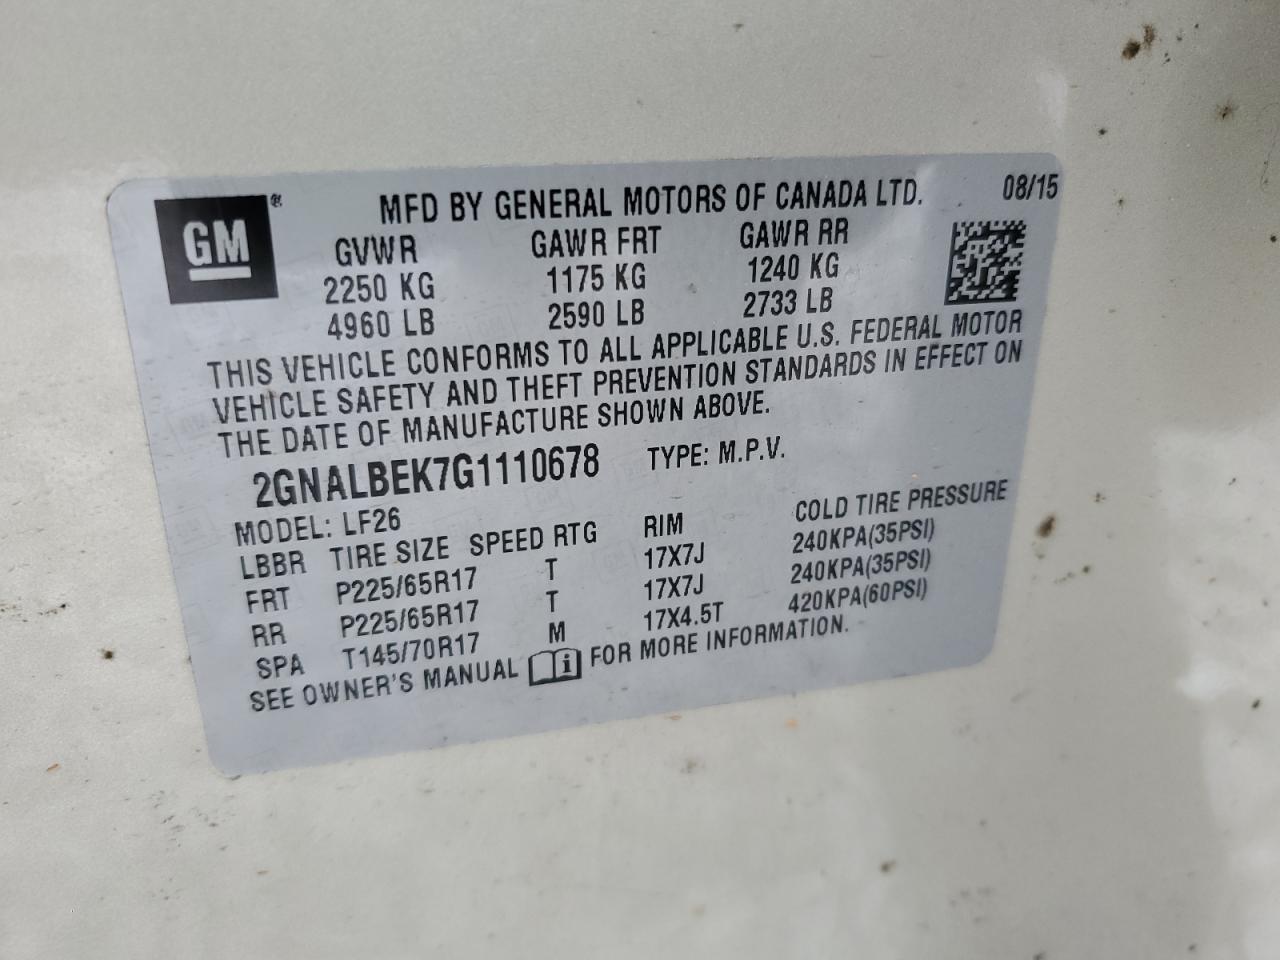 GM ®
MFD BY GENERAL MOTORS OF CANADA LTD. 08/15
GVWR GAWR FRT GAWR RR
2250 KG 1175 KG 1240 KG
4960 LB 2590 LB 2733 LB
THIS VEHICLE CONFORMS TO ALL APPLICABLE U.S. FEDERAL MOTOR
VEHICLE SAFETY AND THEFT PREVENTION STANDARDS IN EFFECT ON
THE DATE OF MANUFACTURE SHOWN ABOVE.
2GNALBEK7G1110678 TYPE: M.P.V.
MODEL: LF26
LBBR TIRE SIZE SPEED RTG RIM COLD TIRE PRESSURE
FRT P225/65R17 T 17X7J 240KPA(35PSI)
RR P225/65R17 T 17X7J 240KPA(35PSI)
SPA T145/70R17 M 17X4.5T 420KPA(60PSI)
SEE OWNER'S MANUAL i FOR MORE INFORMATION.